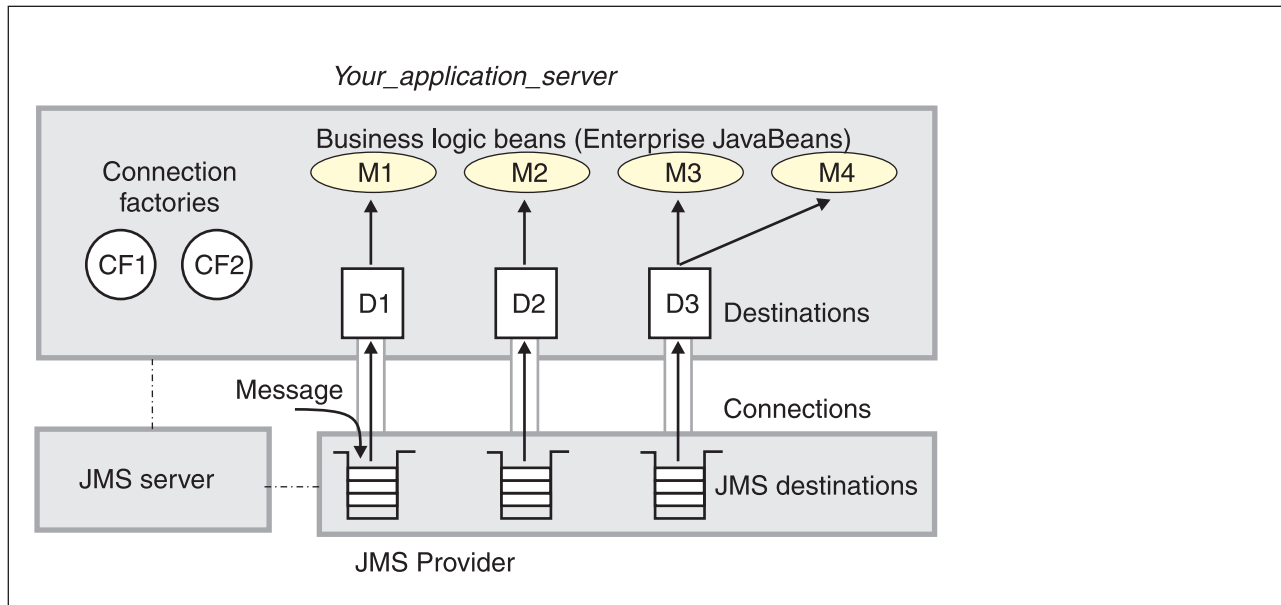 Your_application_server
Business logic beans (Enterprise JavaBeans)
Connection
factories
M1
M2
M3
M4
CF1
CF2
D1
D2
D3
Destinations
Message
Connections
JMS server
JMS destinations
JMS Provider